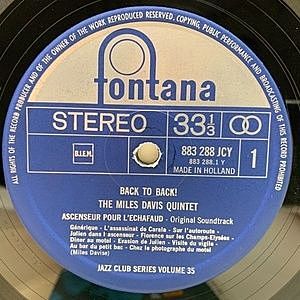 ALL RIGHTS OF THE RECORD PRODUCER AND OF THE OWNER OF THE WORK REPRODUCED RESERVED. COPYING, PUBLIC PERFORMANCE AND BROADCASTING OF THIS RECORD PROHIBITED
fontana
STEREO 33 1/3
B.I.E.M. 883 288 JCY
883 288.1 Y
MADE IN HOLLAND 1
BACK TO BACK!
THE MILES DAVIS QUINTET
ASCENSEUR POUR L'ECHAFAUD - Original Soundtrack
Générique - L'assassinat de Carala - Sur l'autoroute -
Julien dans l'ascenseur - Florence sur les Champs-Elysées
Dîner au motel - Evasion de Julien - Visite du vigile -
Au bar du petit bac - Chez le photographe du motel
(Miles Davise)
JAZZ CLUB SERIES VOLUME 35